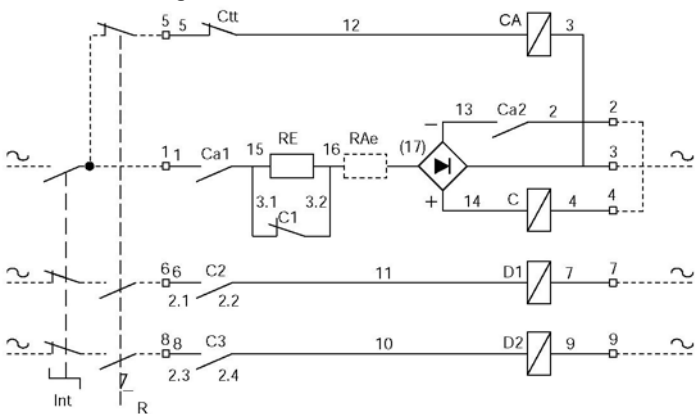 5 5 Ctt 12 CA 3
13 Ca2 2 2
1 1 Ca1 15 RE 16 RAe (17) − 3
3.1 3.2 + 14 C 4 4
C1
6 6 C2 11 D1 7 7
2.1 2.2
8 8 C3 10 D2 9 9
2.3 2.4
Int R